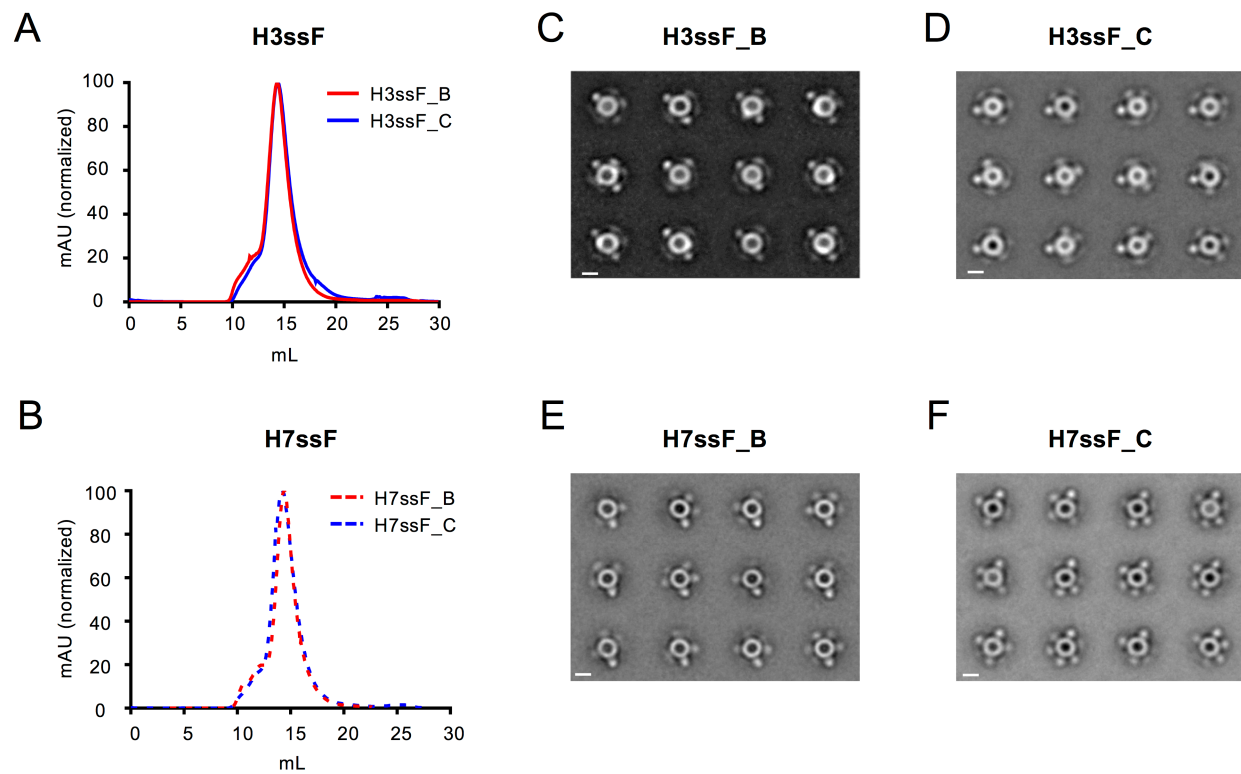 A
H3ssF
mAU (normalized)
100
80
60
40
20
0
H3ssF_B
H3ssF_C
0 5 10 15 20 25 30
mL
C
H3ssF_B
D
H3ssF_C
B
H7ssF
mAU (normalized)
100
80
60
40
20
0
H7ssF_B
H7ssF_C
0 5 10 15 20 25 30
mL
E
H7ssF_B
F
H7ssF_C